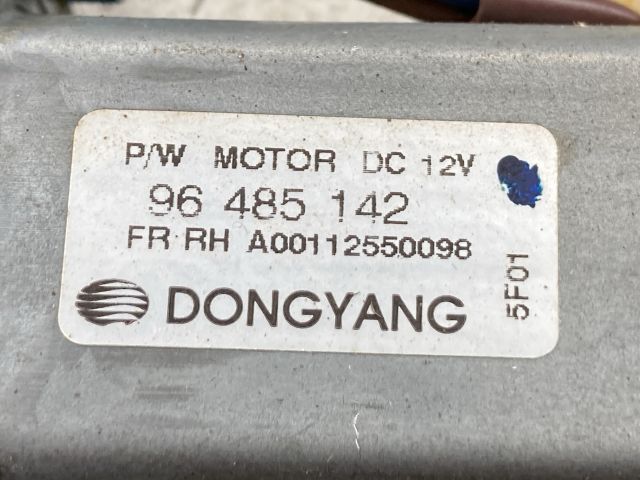 P/W MOTOR DC 12V
96 485 142
FR RH A00112550098
DONGYANG
5F01